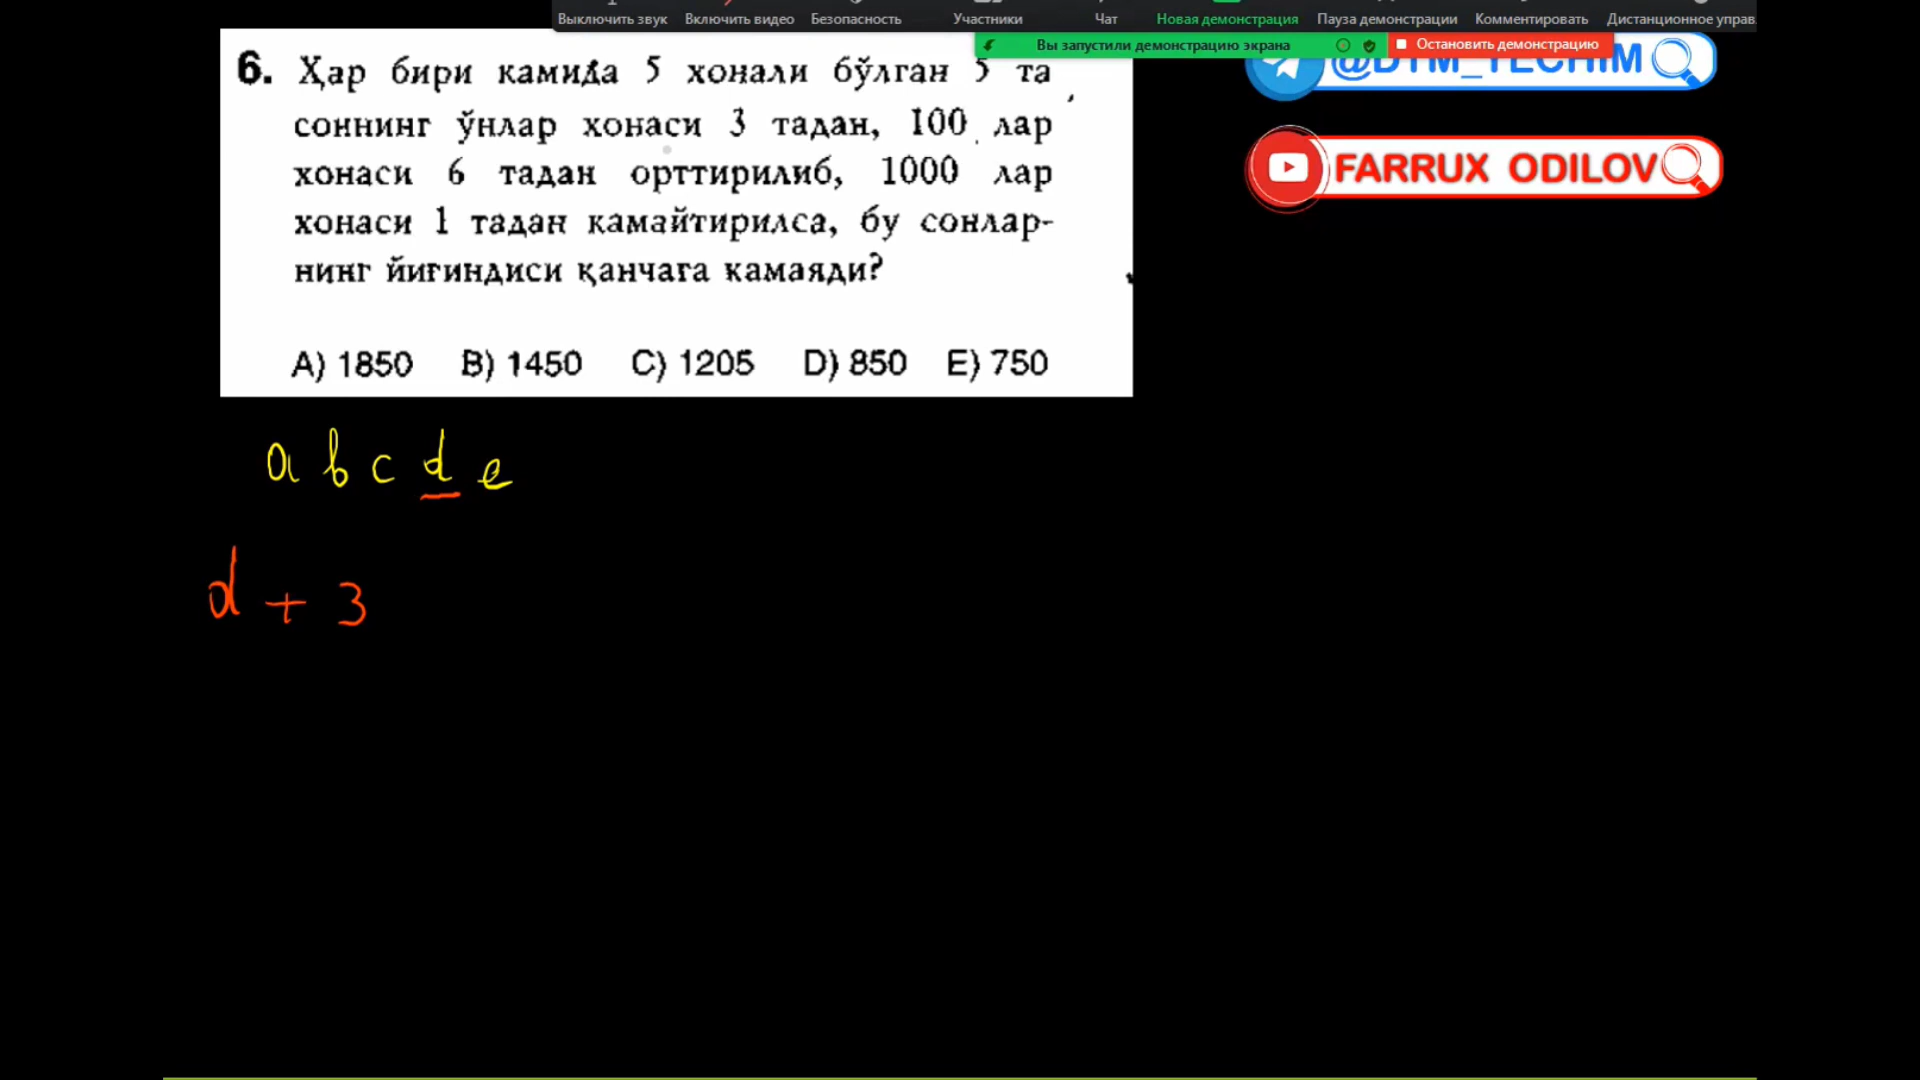 Выключить звук Включить видео Безопасность Участники Чат Новая демонстрация Пауза демонстрации Комментировать Дистанционное управ.
Вы запустили демонстрацию экрана Остановить демонстрацию
@DTM_YECHIM
FARRUX ODILOV
6. Ҳар бири камида 5 хонали бўлган 5 та
соннинг ўнлар хонаси 3 тадан, 100 лар
хонаси 6 тадан орттирилиб, 1000 лар
хонаси 1 тадан камайтирилса, бу сонлар-
нинг йиғиндиси қанчага камаяди?
A) 1850 B) 1450 C) 1205 D) 850 E) 750
a b c d e
d + 3